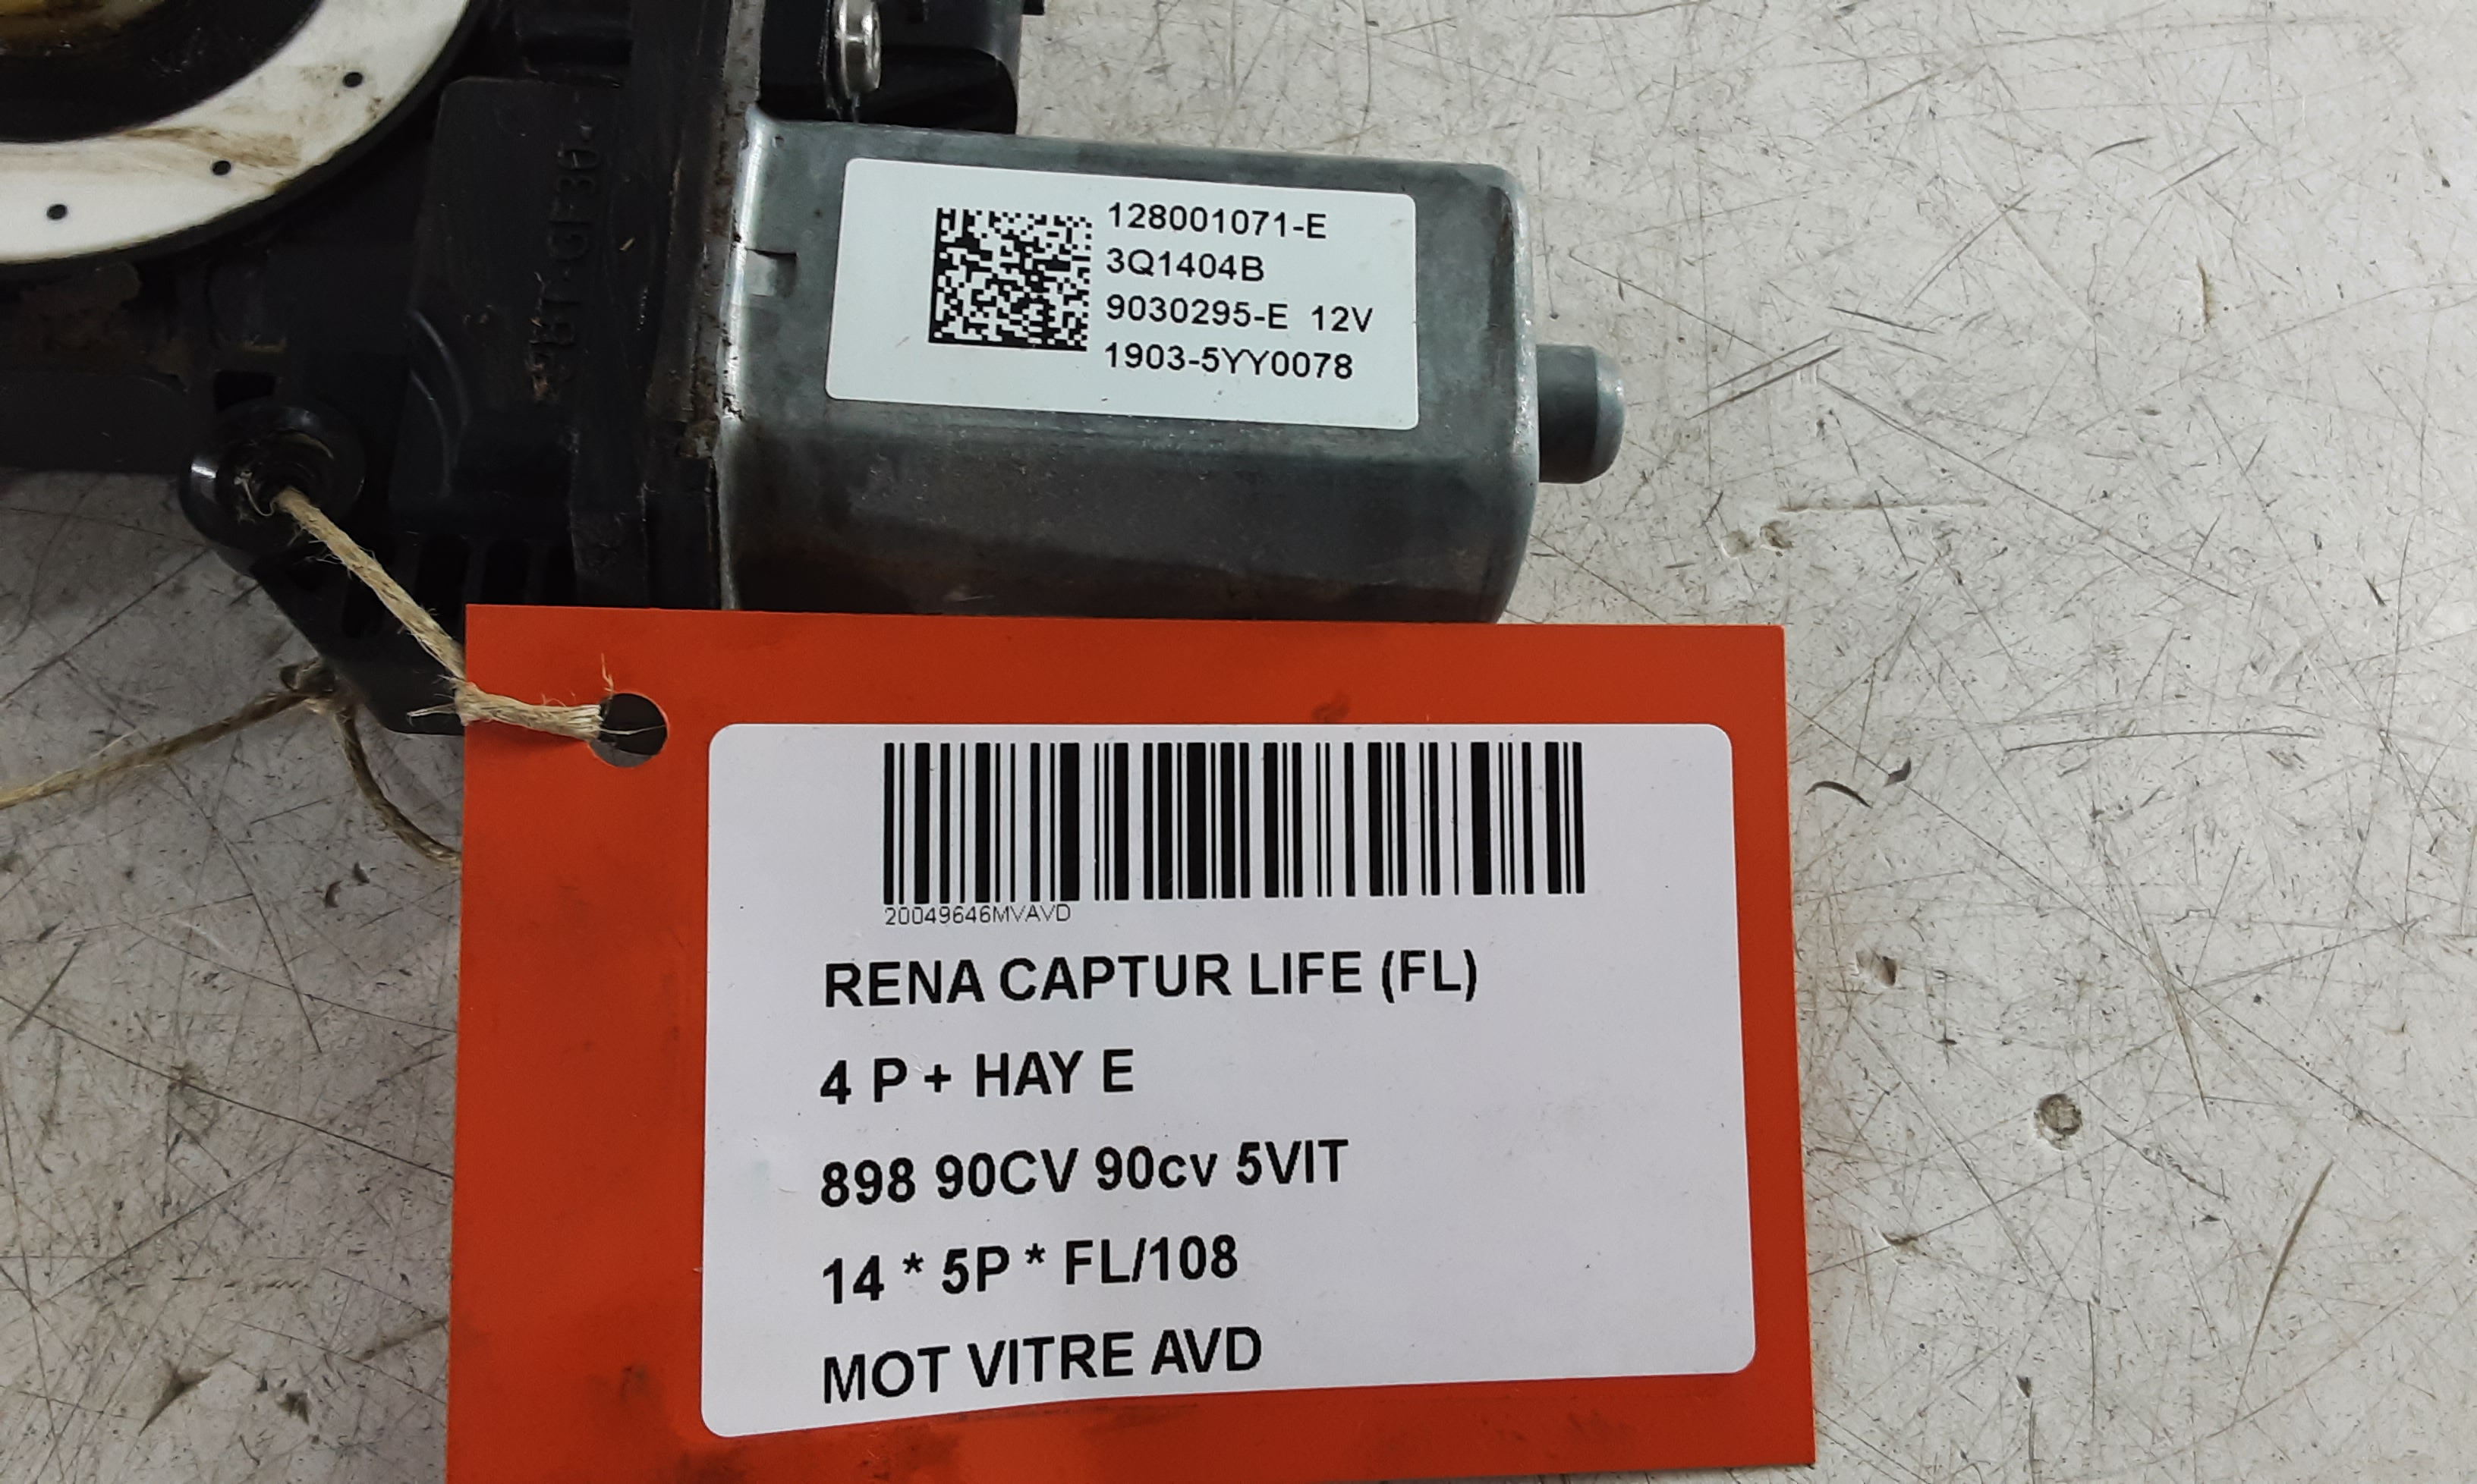 128001071-E
3Q1404B
9030295-E 12V
1903-5YY0078
20049646MVAVD
RENA CAPTUR LIFE (FL)
4 P + HAY E
898 90CV 90cv 5VIT
14 * 5P * FL/108
MOT VITRE AVD